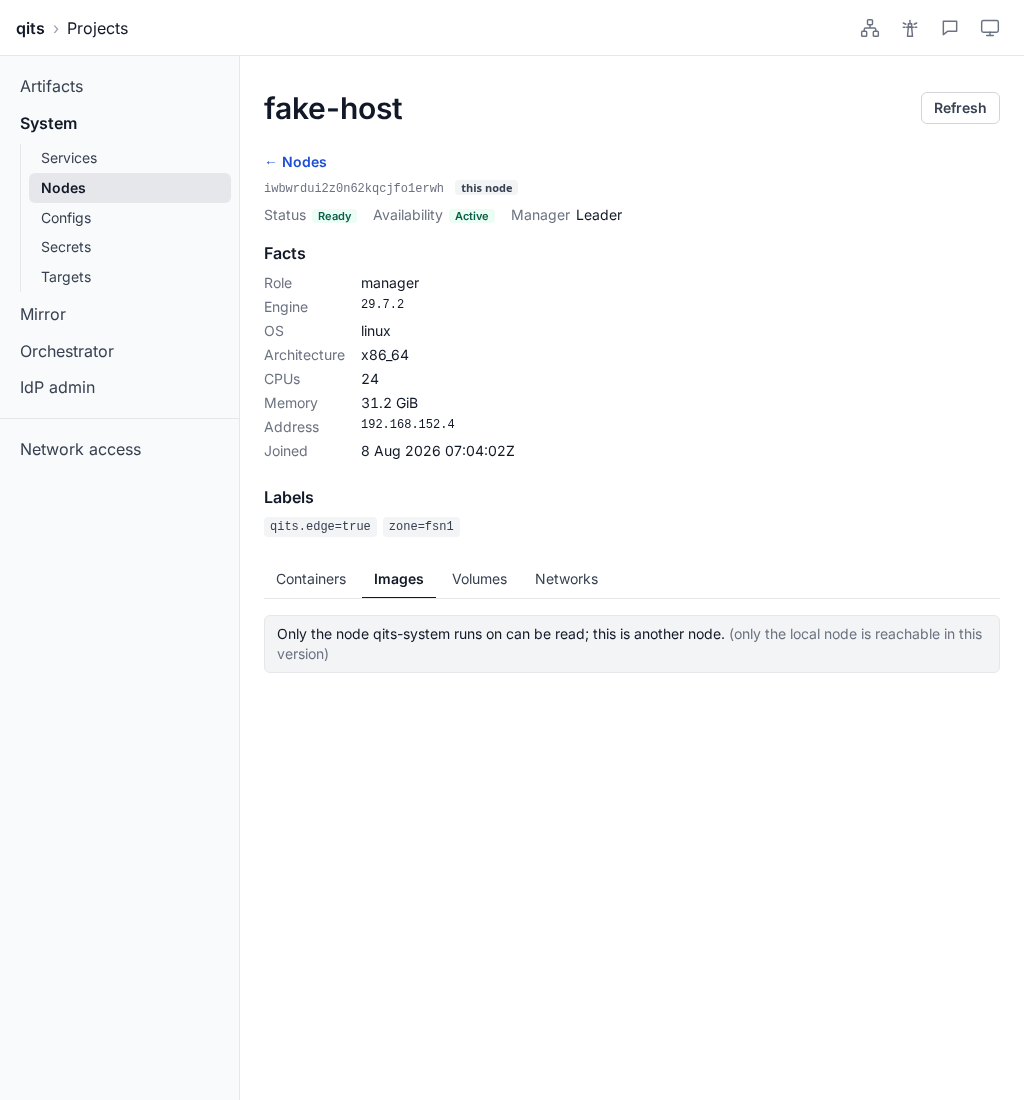 qits › Projects
Artifacts
System
Services
Nodes
Configs
Secrets
Targets
Mirror
Orchestrator
IdP admin
Network access
fake-host
Refresh
← Nodes
iwbwrdui2z0n62kqcjfo1erwh this node
Status Ready Availability Active Manager Leader
Facts
Role manager
Engine 29.7.2
OS linux
Architecture x86_64
CPUs 24
Memory 31.2 GiB
Address 192.168.152.4
Joined 8 Aug 2026 07:04:02Z
Labels
qits.edge=true zone=fsn1
Containers Images Volumes Networks
Only the node qits-system runs on can be read; this is another node. (only the local node is reachable in this
version)